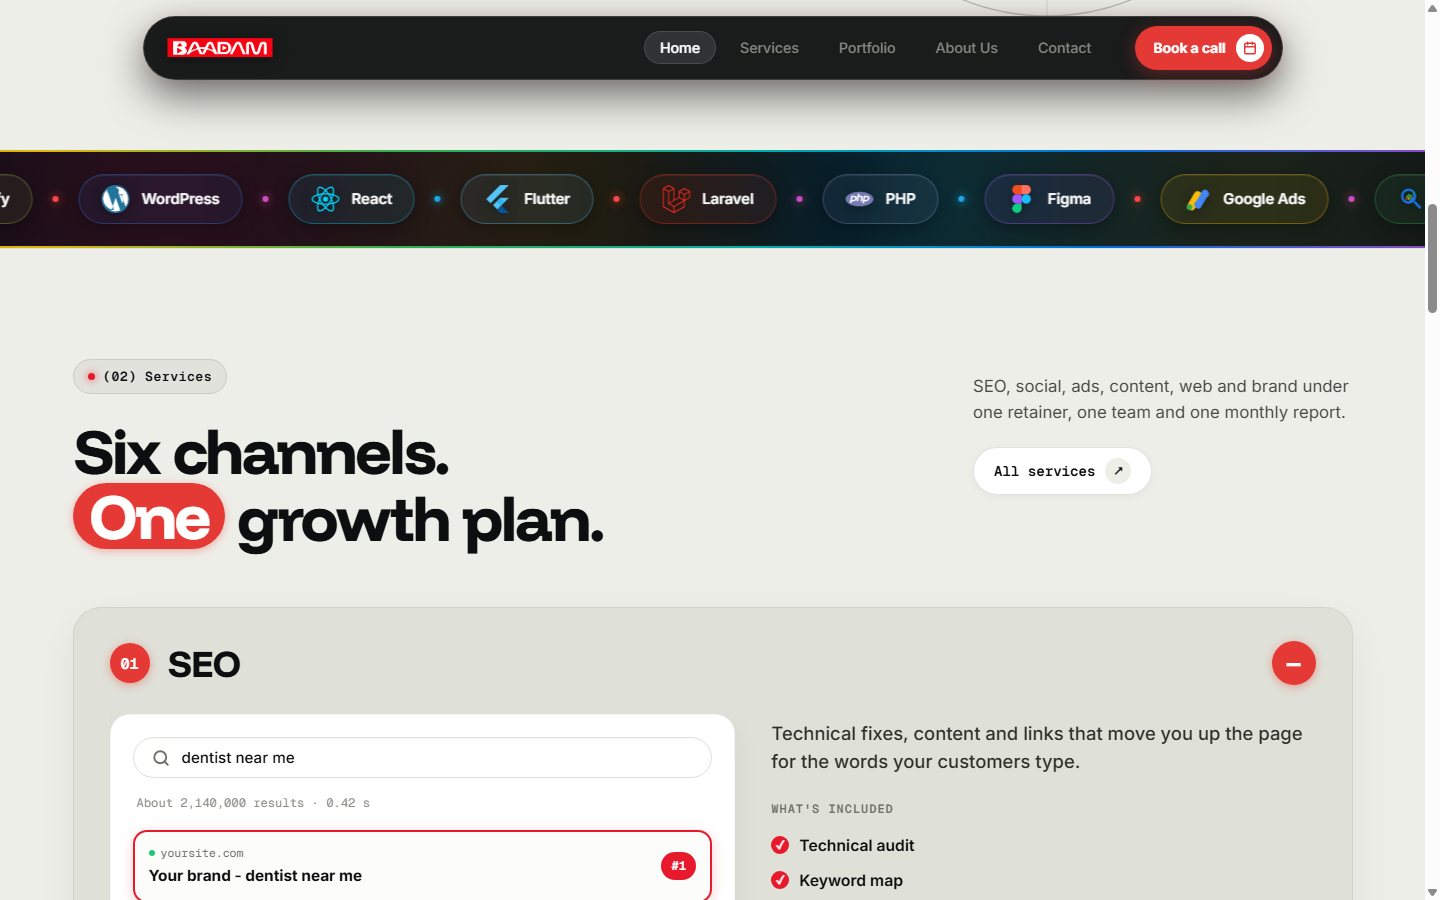 BAADAM
Home
Services
Portfolio
About Us
Contact
Book a call
fy
WordPress
React
Flutter
Laravel
php
PHP
Figma
Google Ads
(02) Services
Six channels.
One growth plan.
SEO, social, ads, content, web and brand under
one retainer, one team and one monthly report.
All services
01
SEO
dentist near me
About 2,140,000 results · 0.42 s
yoursite.com
Your brand - dentist near me
#1
Technical fixes, content and links that move you up the page
for the words your customers type.
WHAT'S INCLUDED
Technical audit
Keyword map